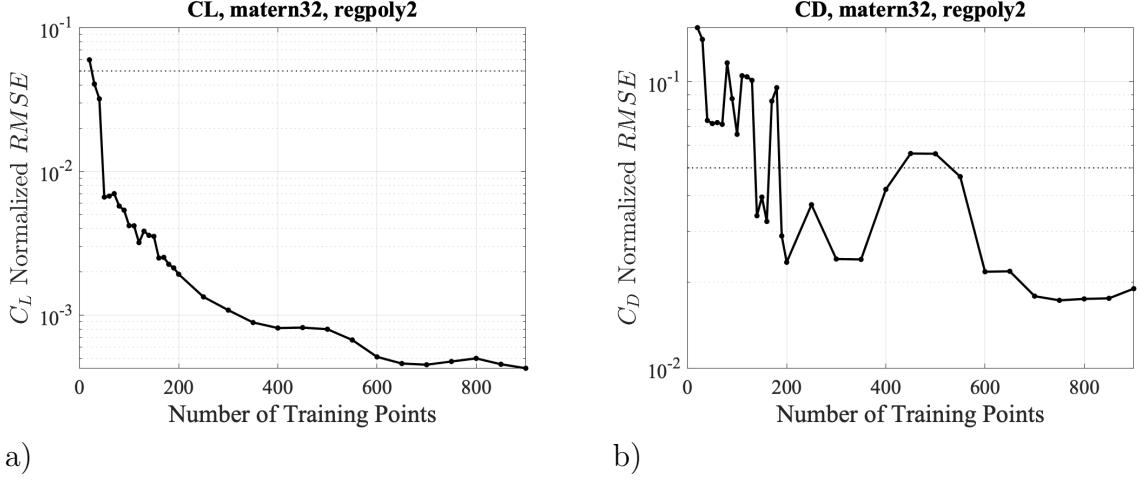 CL, matern32, regpoly2
C_L Normalized RMSE
10^-1
10^-2
10^-3
0 200 400 600 800
Number of Training Points
a)
CD, matern32, regpoly2
C_D Normalized RMSE
10^-1
10^-2
0 200 400 600 800
Number of Training Points
b)